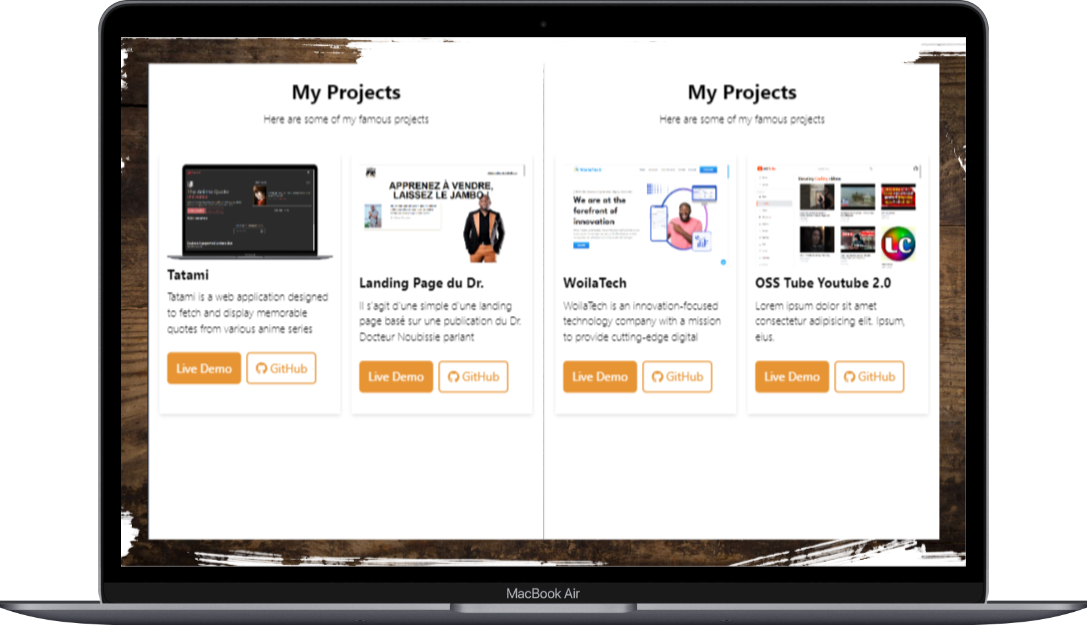 My Projects
Here are some of my famous projects
Tatami
Tatami is a web application designed
to fetch and display memorable
quotes from various anime series
Live Demo
GitHub
APPRENEZ À VENDRE,
LAISSEZ LE JAMBO
Landing Page du Dr.
Il s'agit d'une simple d'une landing
page basé sur une publication du Dr.
Docteur Noubissie parlant
Live Demo
GitHub
My Projects
Here are some of my famous projects
WoilaTech
We are at the
forefront of
innovation
WoilaTech
WoilaTech is an innovation-focused
technology company with a mission
to provide cutting-edge digital
Live Demo
GitHub
LC
OSS Tube Youtube 2.0
Lorem ipsum dolor sit amet
consectetur adipisicing elit. Ipsum,
eius.
Live Demo
GitHub
MacBook Air